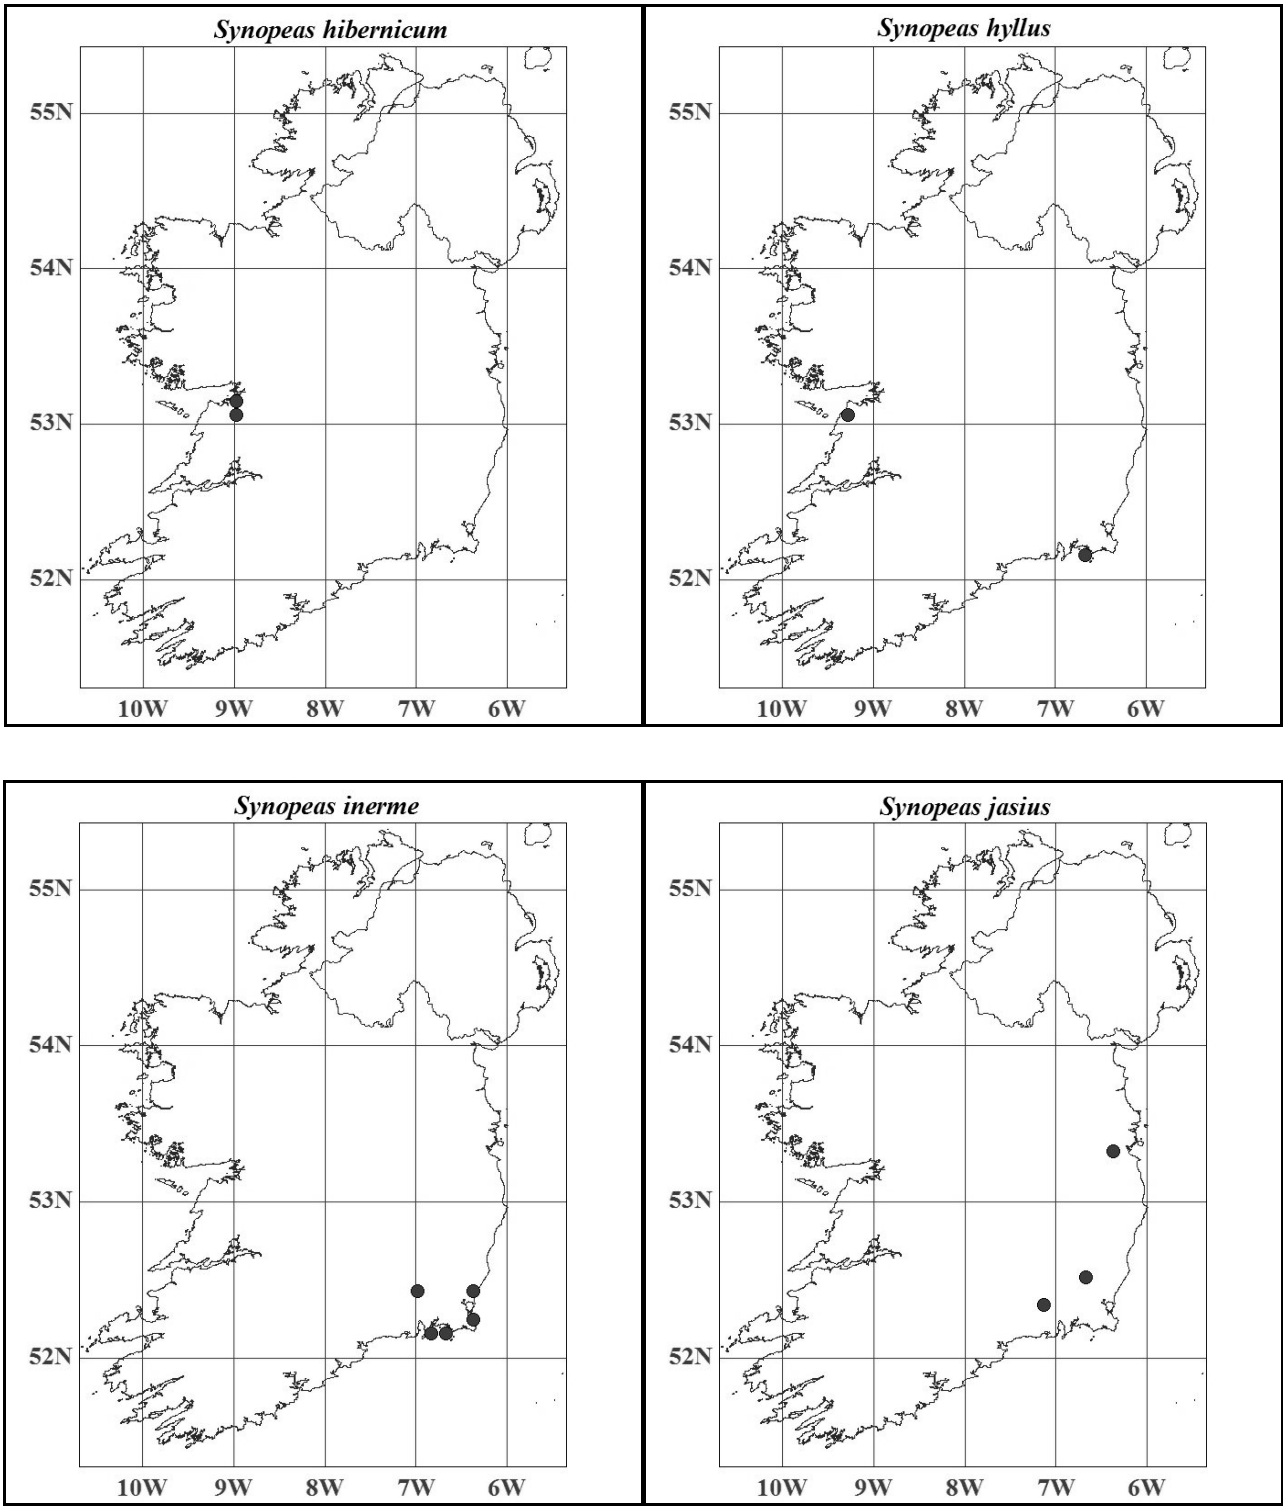 Synopeas hibernicum
55N
54N
53N
52N
10W 9W 8W 7W 6W
Synopeas hyllus
55N
54N
53N
52N
10W 9W 8W 7W 6W
Synopeas inerme
55N
54N
53N
52N
10W 9W 8W 7W 6W
Synopeas jasius
55N
54N
53N
52N
10W 9W 8W 7W 6W